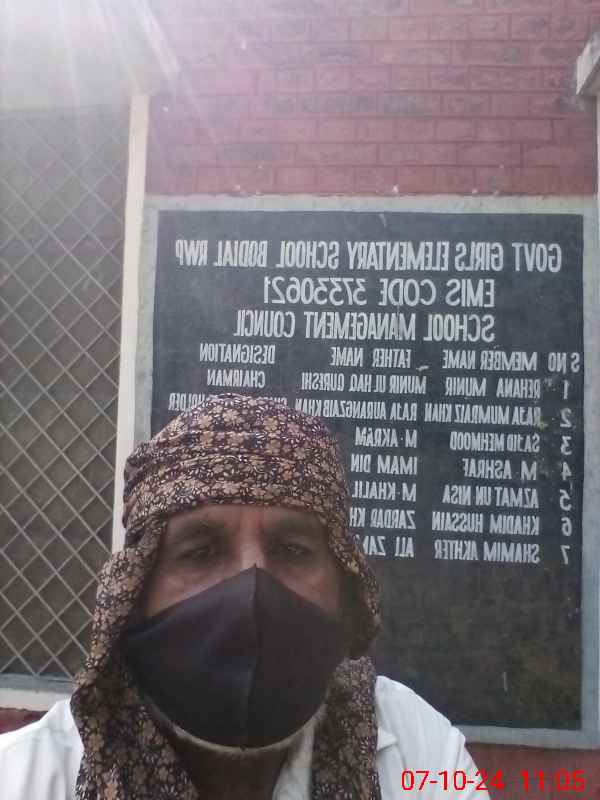 GOVT GIRLS ELEMENTARY SCHOOL BODIAL RWP
EMIS CODE 37330621
SCHOOL MANAGEMENT COUNCIL
S NO MEMBER NAME FATHER NAME DESIGNATION
1 REHANA MUNIR MUNIR UL HAQ QURESHI CHAIRMAN
2 RAJA MUMRAIZ KHAN RAJA AURANGZAIB KHAN
3 SAJID MEHMOOD M·AKRAM
4 M ASHRAF IMAM DIN
5 AZMAT UN NISA M·KHALIL
6 KHADIM HUSSAIN ZARDAR
7 SHAMIM AKHTER ALI
07-10-24 11:05